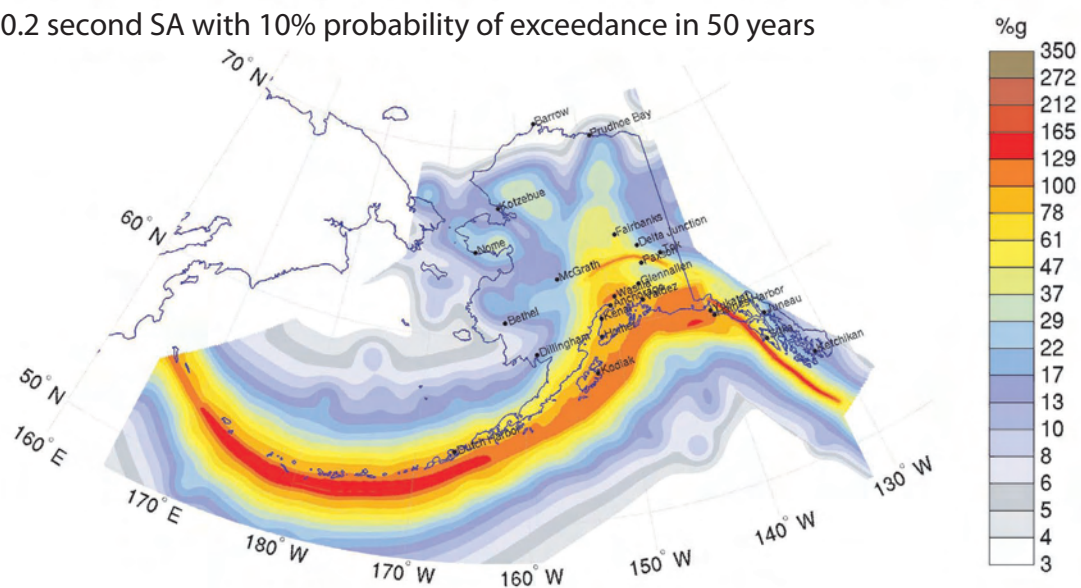 0.2 second SA with 10% probability of exceedance in 50 years
%g
350
272
212
165
129
100
78
61
47
37
29
22
17
13
10
8
6
5
4
3
70° N
60° N
50° N
160° E
170° E
180° W
170° W
160° W
150° W
140° W
130° W
Barrow
Prudhoe Bay
Kotzebue
Nome
Fairbanks
Delta Junction
Tok
Paxson
McGrath
Glennallen
Wasilla
Anchorage
Valdez
Kenai
Homer
Bethel
Dillingham
Kodiak
Dutch Harbor
Yakutat
Juneau
Sitka
Ketchikan